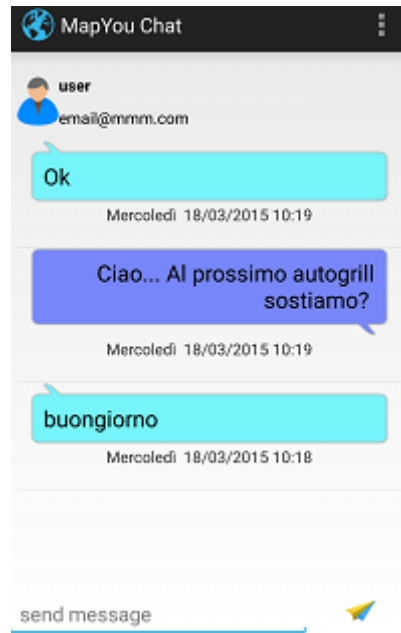 MapYou Chat
user
email@mmm.com
Ok
Mercoledì 18/03/2015 10:19
Ciao... Al prossimo autogrill
sostiamo?
Mercoledì 18/03/2015 10:19
buongiorno
Mercoledì 18/03/2015 10:18
send message